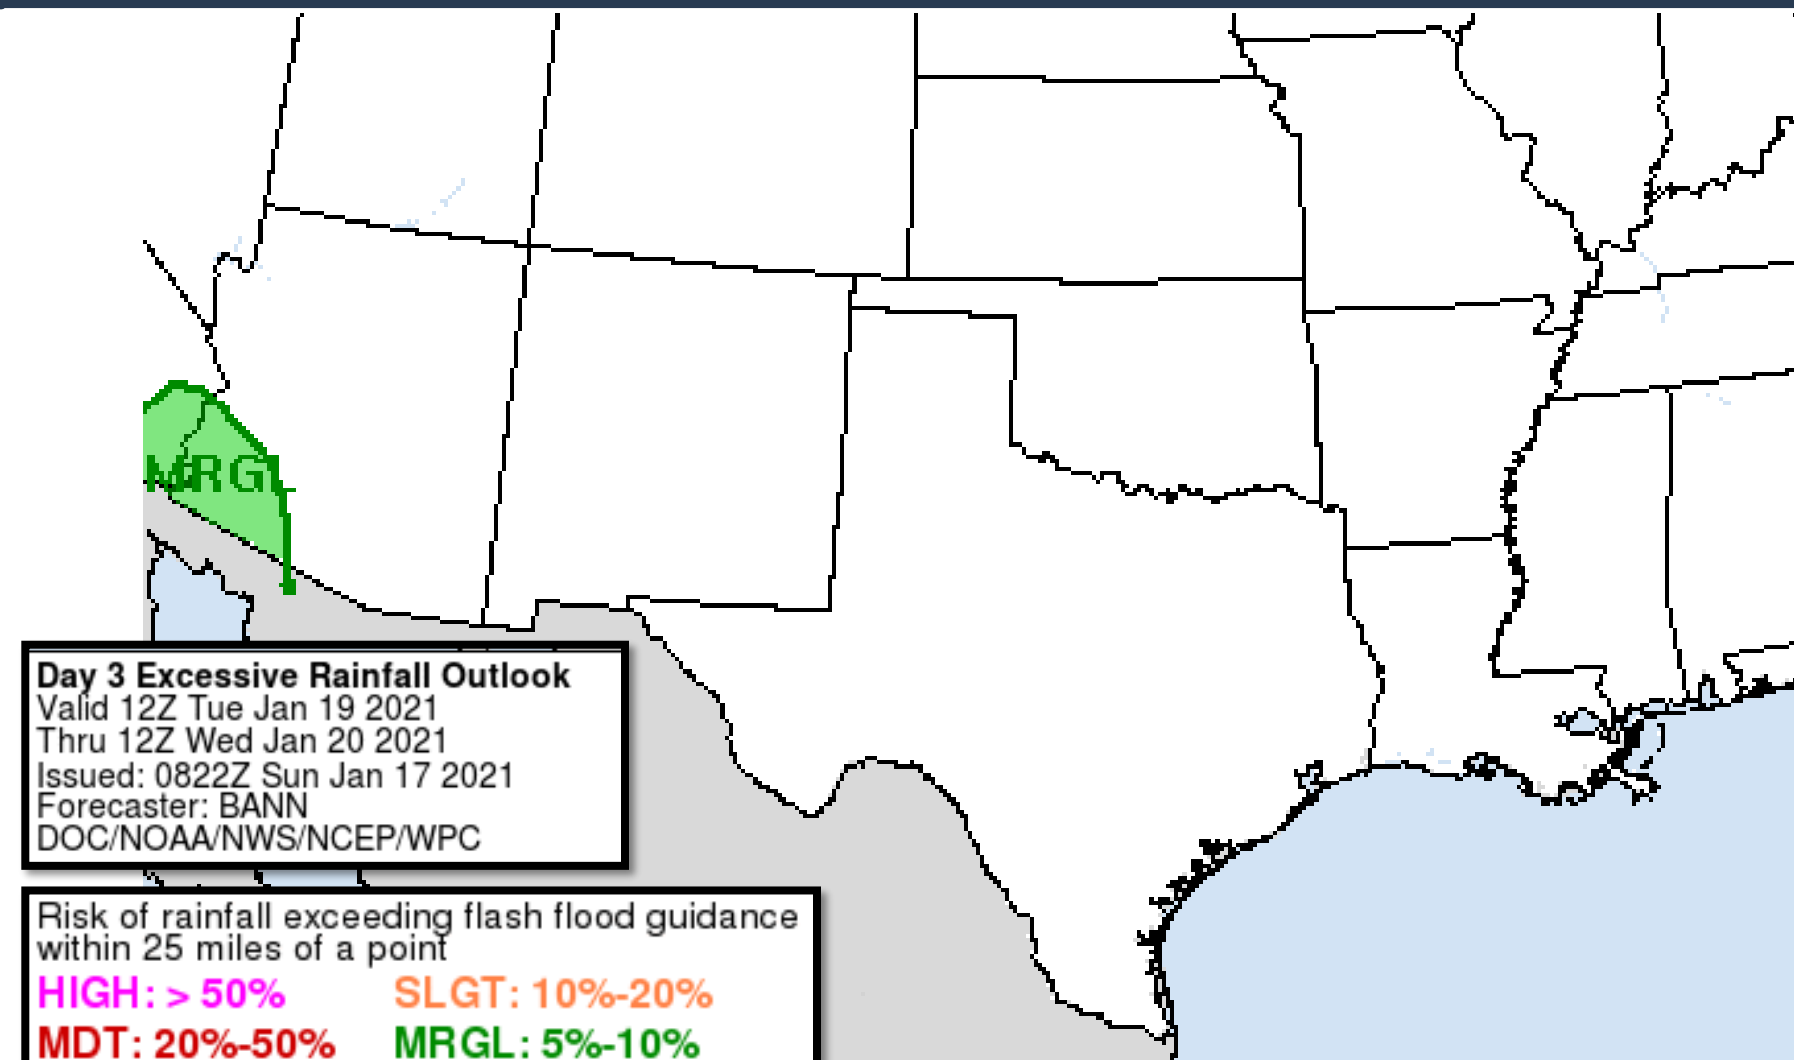 MRGL
Day 3 Excessive Rainfall Outlook
Valid 12Z Tue Jan 19 2021
Thru 12Z Wed Jan 20 2021
Issued: 0822Z Sun Jan 17 2021
Forecaster: BANN
DOC/NOAA/NWS/NCEP/WPC
Risk of rainfall exceeding flash flood guidance
within 25 miles of a point
HIGH: > 50% SLGT: 10%-20%
MDT: 20%-50% MRGL: 5%-10%